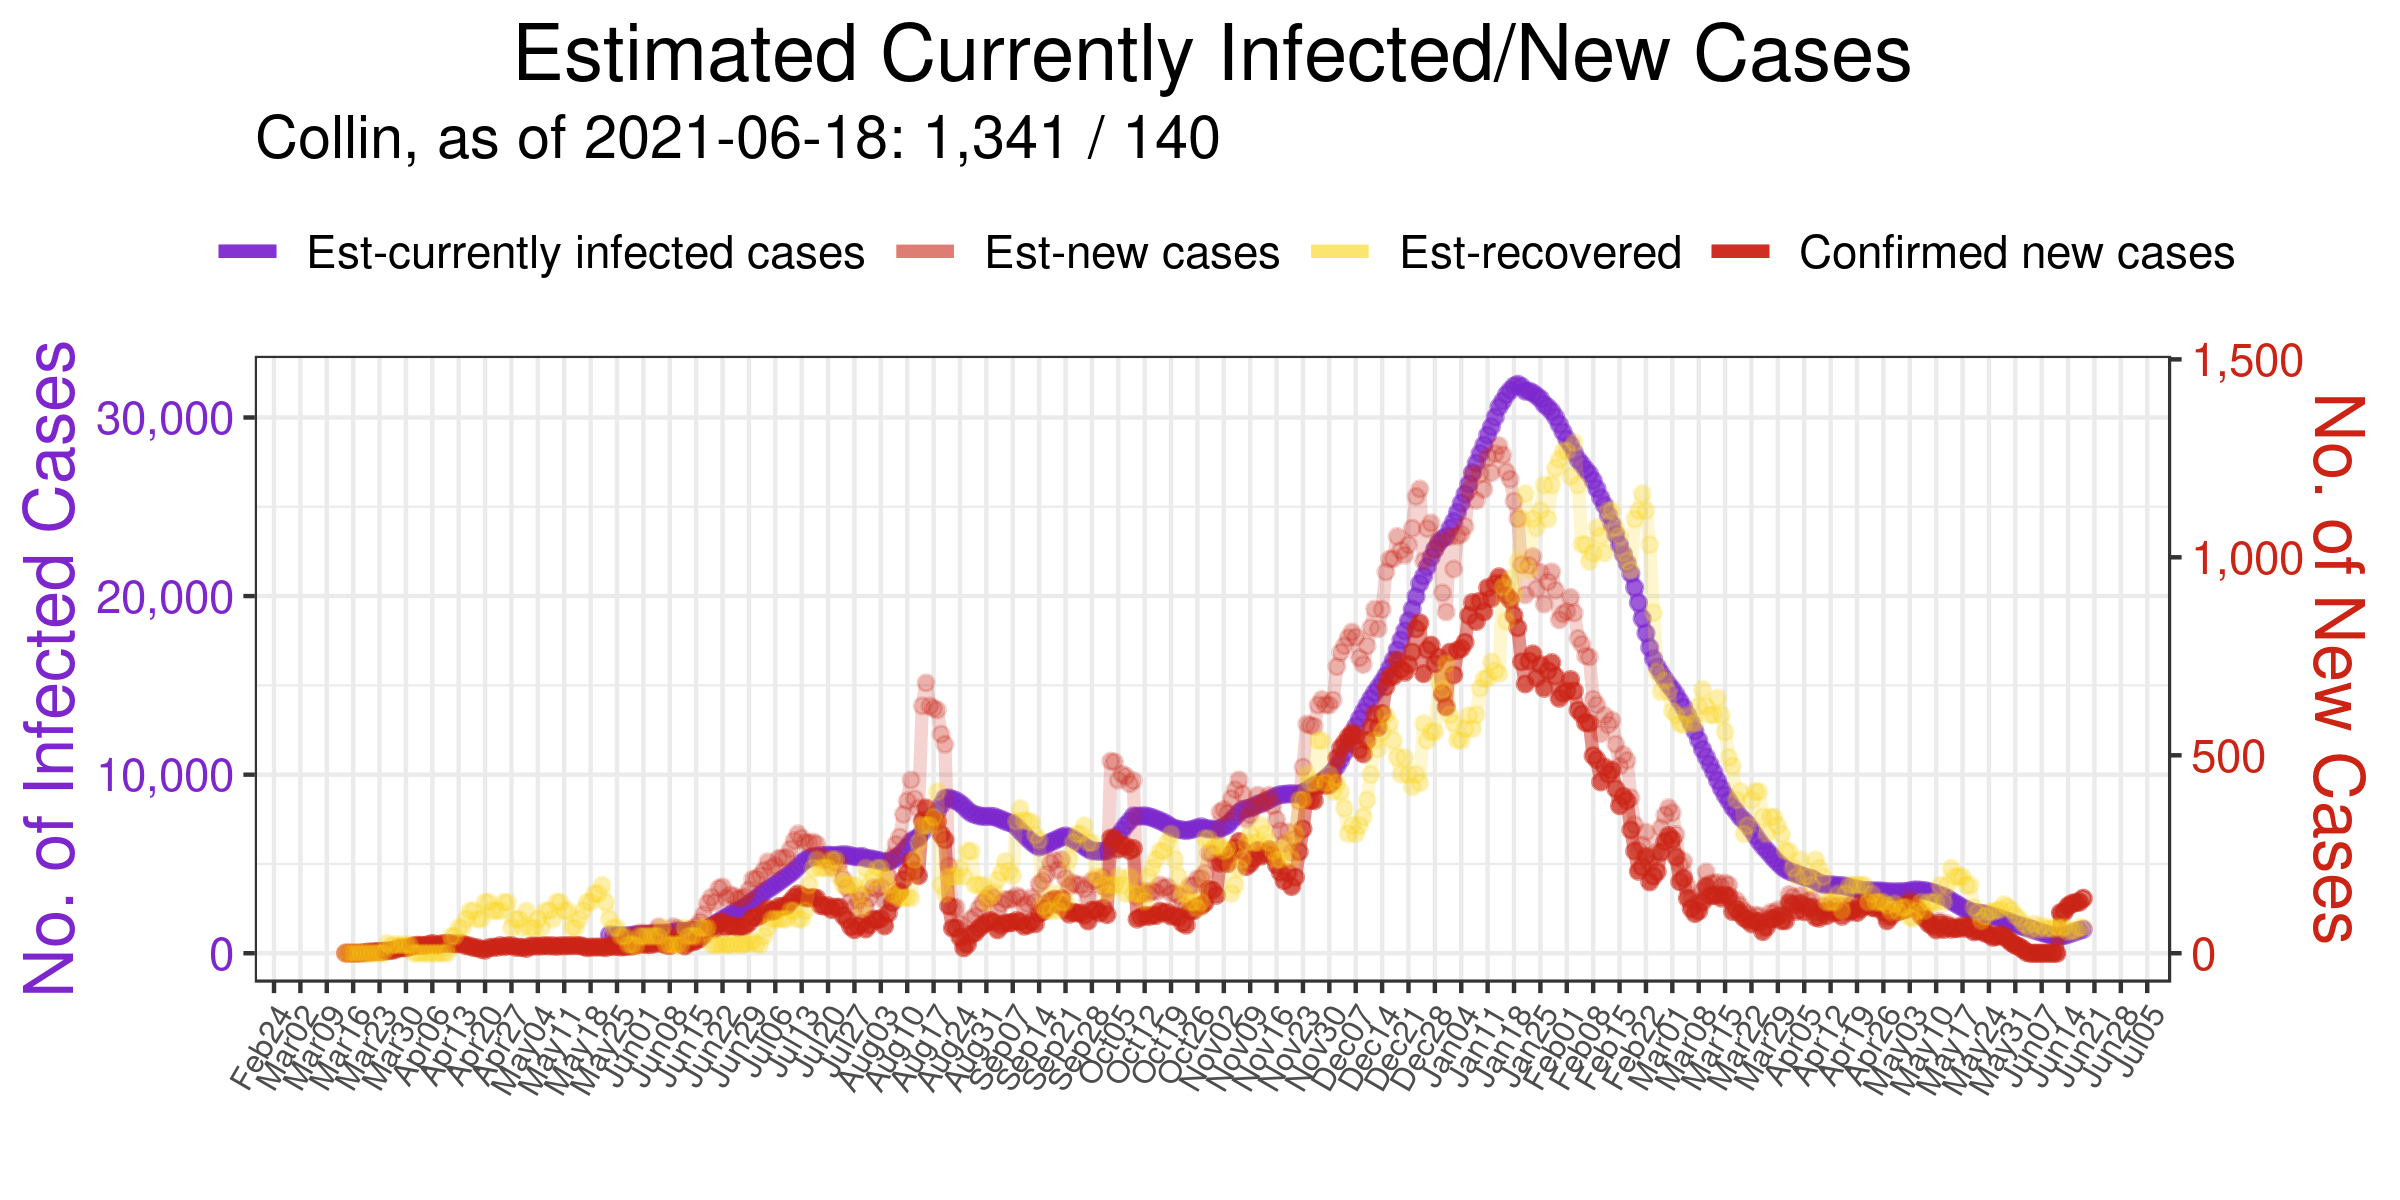 Estimated Currently Infected/New Cases
Collin, as of 2021-06-18: 1,341 / 140
Est-currently infected cases
Est-new cases
Est-recovered
Confirmed new cases
No. of Infected Cases
30,000
20,000
10,000
0
1,500
1,000
500
0
No. of New Cases
Feb24
Mar02
Mar09
Mar16
Mar23
Mar30
Apr06
Apr13
Apr20
Apr27
May04
May11
May18
May25
Jun01
Jun08
Jun15
Jun22
Jun29
Jul06
Jul13
Jul20
Jul27
Aug03
Aug10
Aug17
Aug24
Aug31
Sep07
Sep14
Sep21
Sep28
Oct05
Oct12
Oct19
Oct26
Nov02
Nov09
Nov16
Nov23
Nov30
Dec07
Dec14
Dec21
Dec28
Jan04
Jan11
Jan18
Jan25
Feb01
Feb08
Feb15
Feb22
Mar01
Mar08
Mar15
Mar22
Mar29
Apr05
Apr12
Apr19
Apr26
May03
May10
May17
May24
May31
Jun07
Jun14
Jun21
Jun28
Jul05